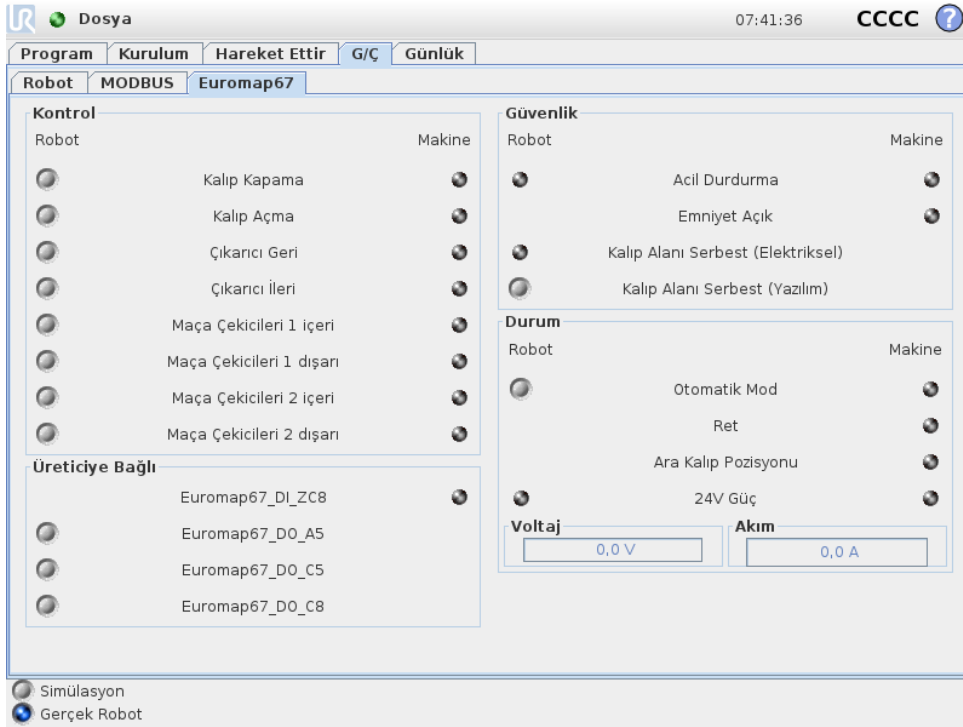 UR Dosya 07:41:36 CCCC ?
Program Kurulum Hareket Ettir G/Ç Günlük
Robot MODBUS Euromap67
Kontrol
Robot Makine
Kalıp Kapama
Kalıp Açma
Çıkarıcı Geri
Çıkarıcı İleri
Maça Çekicileri 1 içeri
Maça Çekicileri 1 dışarı
Maça Çekicileri 2 içeri
Maça Çekicileri 2 dışarı
Üreticiye Bağlı
Euromap67_DI_ZC8
Euromap67_DO_A5
Euromap67_DO_C5
Euromap67_DO_C8
Güvenlik
Robot Makine
Acil Durdurma
Emniyet Açık
Kalıp Alanı Serbest (Elektriksel)
Kalıp Alanı Serbest (Yazılım)
Durum
Robot Makine
Otomatik Mod
Ret
Ara Kalıp Pozisyonu
24V Güç
Voltaj Akım
0,0 V 0,0 A
Simülasyon
Gerçek Robot